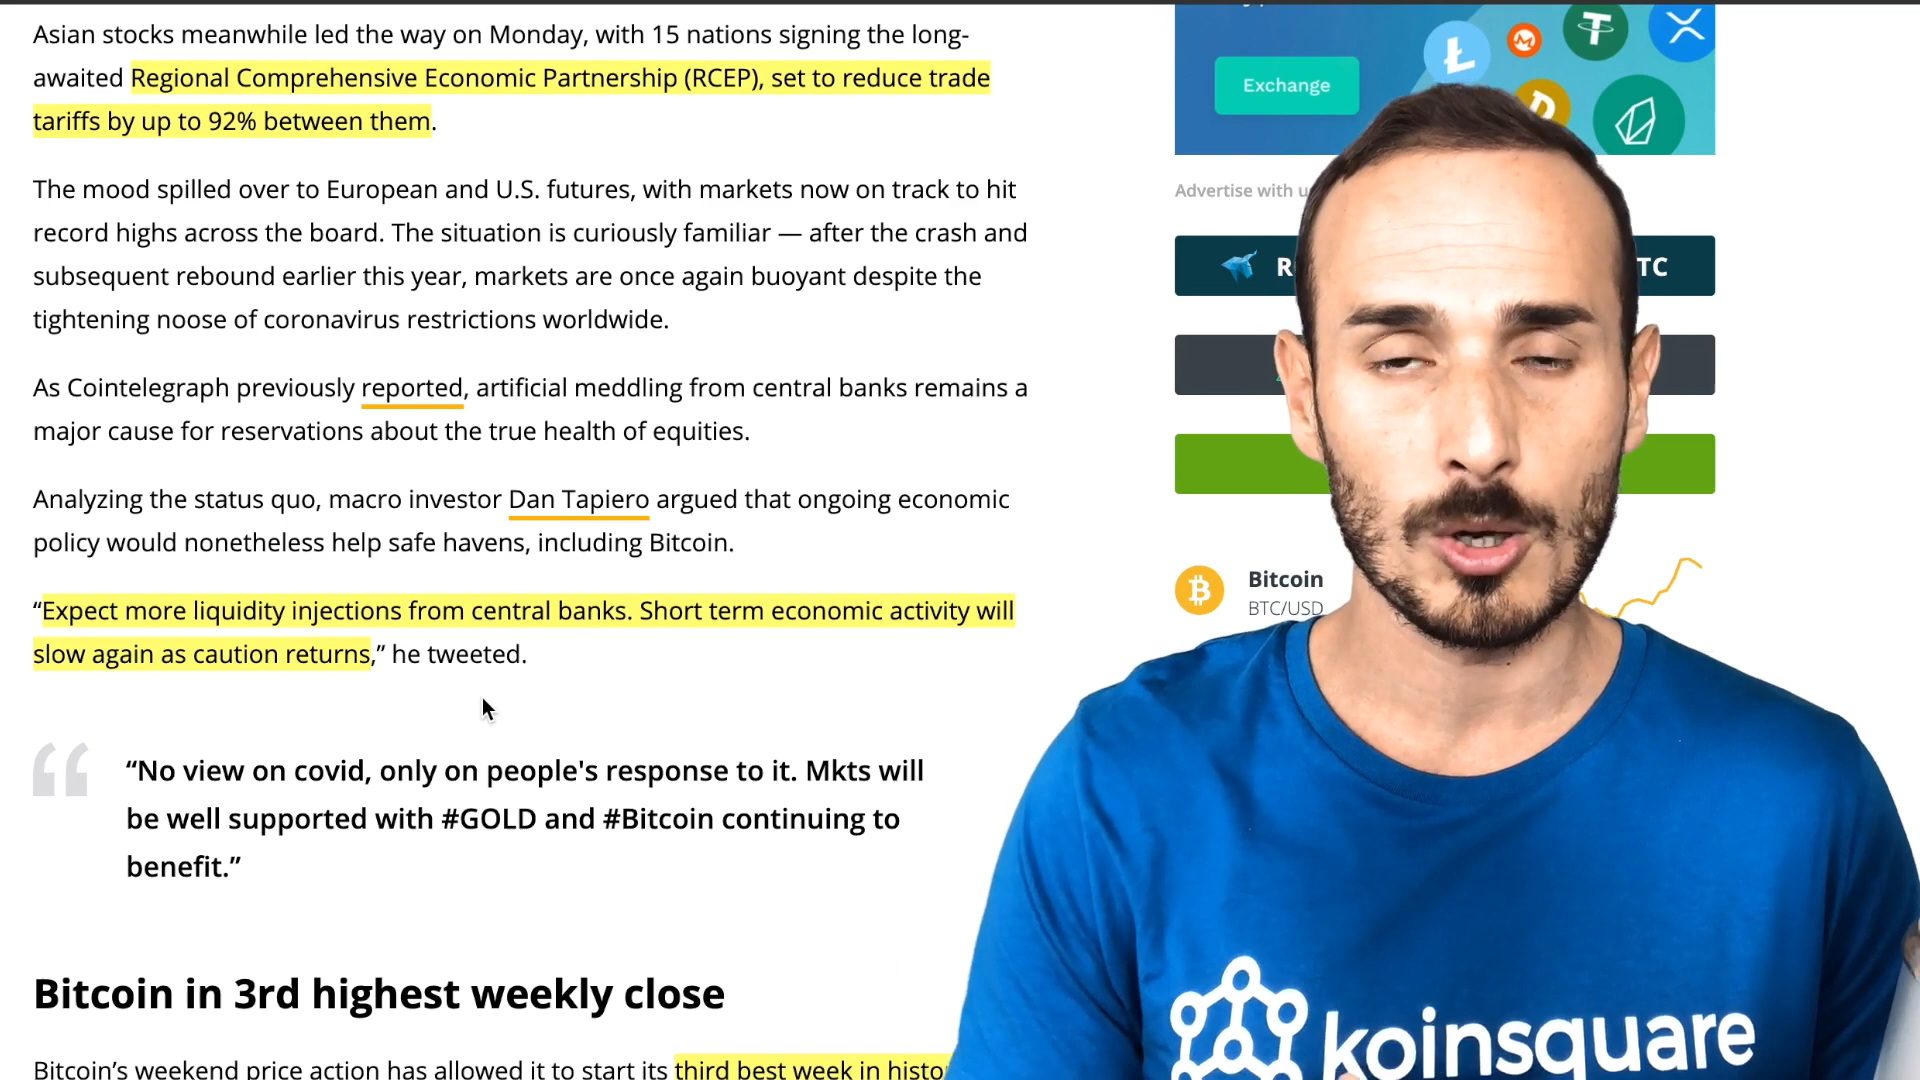 Asian stocks meanwhile led the way on Monday, with 15 nations signing the long-
awaited Regional Comprehensive Economic Partnership (RCEP), set to reduce trade
tariffs by up to 92% between them.
The mood spilled over to European and U.S. futures, with markets now on track to hit
record highs across the board. The situation is curiously familiar — after the crash and
subsequent rebound earlier this year, markets are once again buoyant despite the
tightening noose of coronavirus restrictions worldwide.
As Cointelegraph previously reported, artificial meddling from central banks remains a
major cause for reservations about the true health of equities.
Analyzing the status quo, macro investor Dan Tapiero argued that ongoing economic
policy would nonetheless help safe havens, including Bitcoin.
“Expect more liquidity injections from central banks. Short term economic activity will
slow again as caution returns,” he tweeted.
“No view on covid, only on people's response to it. Mkts will
be well supported with #GOLD and #Bitcoin continuing to
benefit.”
Bitcoin in 3rd highest weekly close
Bitcoin’s weekend price action has allowed it to start its third best week in
Exchange
Advertise with
Bitcoin
BTC/USD
koinsquare